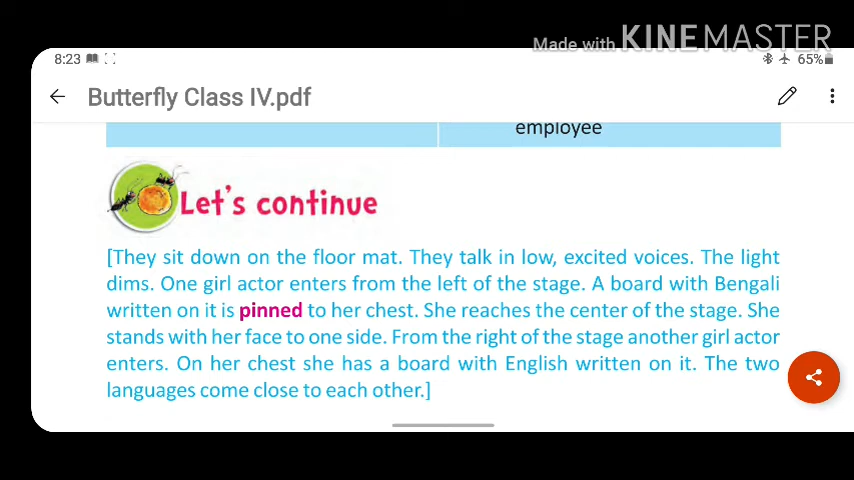 Made with KINEMASTER
8:23 65%
Butterfly Class IV.pdf
employee
Let's continue
[They sit down on the floor mat. They talk in low, excited voices. The light
dims. One girl actor enters from the left of the stage. A board with Bengali
written on it is pinned to her chest. She reaches the center of the stage. She
stands with her face to one side. From the right of the stage another girl actor
enters. On her chest she has a board with English written on it. The two
languages come close to each other.]